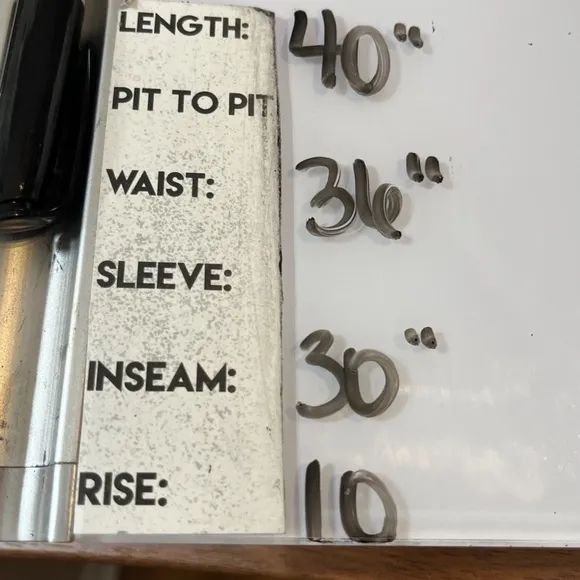 LENGTH: 40"
PIT TO PIT
WAIST: 36"
SLEEVE:
INSEAM: 30"
RISE: 10